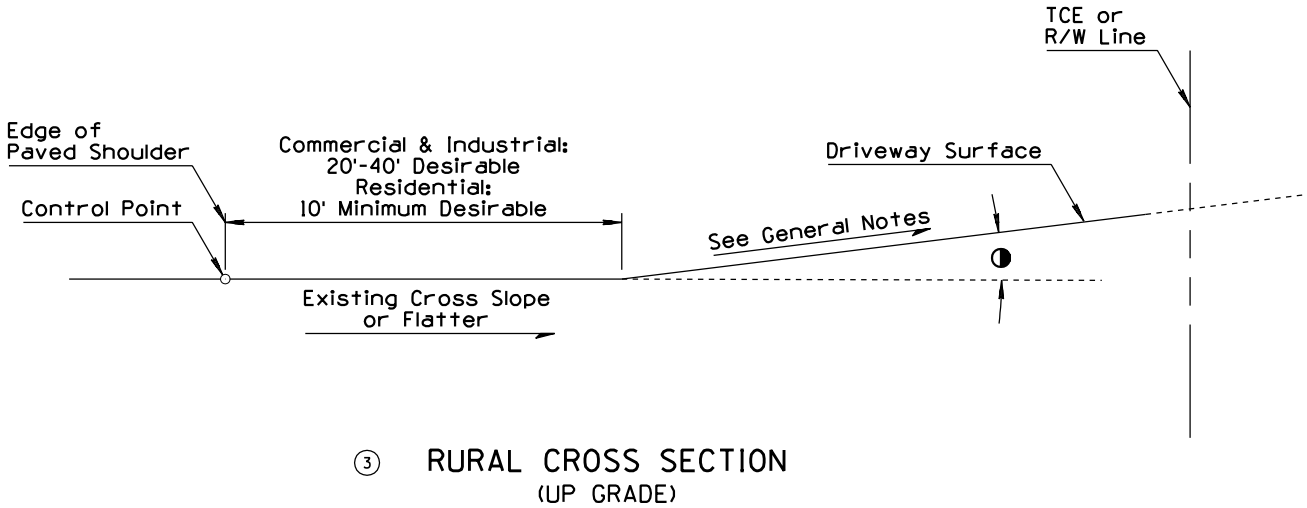 TCE or
R/W Line
Edge of
Paved Shoulder
Commercial & Industrial:
20'-40' Desirable
Residential:
10' Minimum Desirable
Driveway Surface
Control Point
See General Notes
Existing Cross Slope
or Flatter
3 RURAL CROSS SECTION
(UP GRADE)